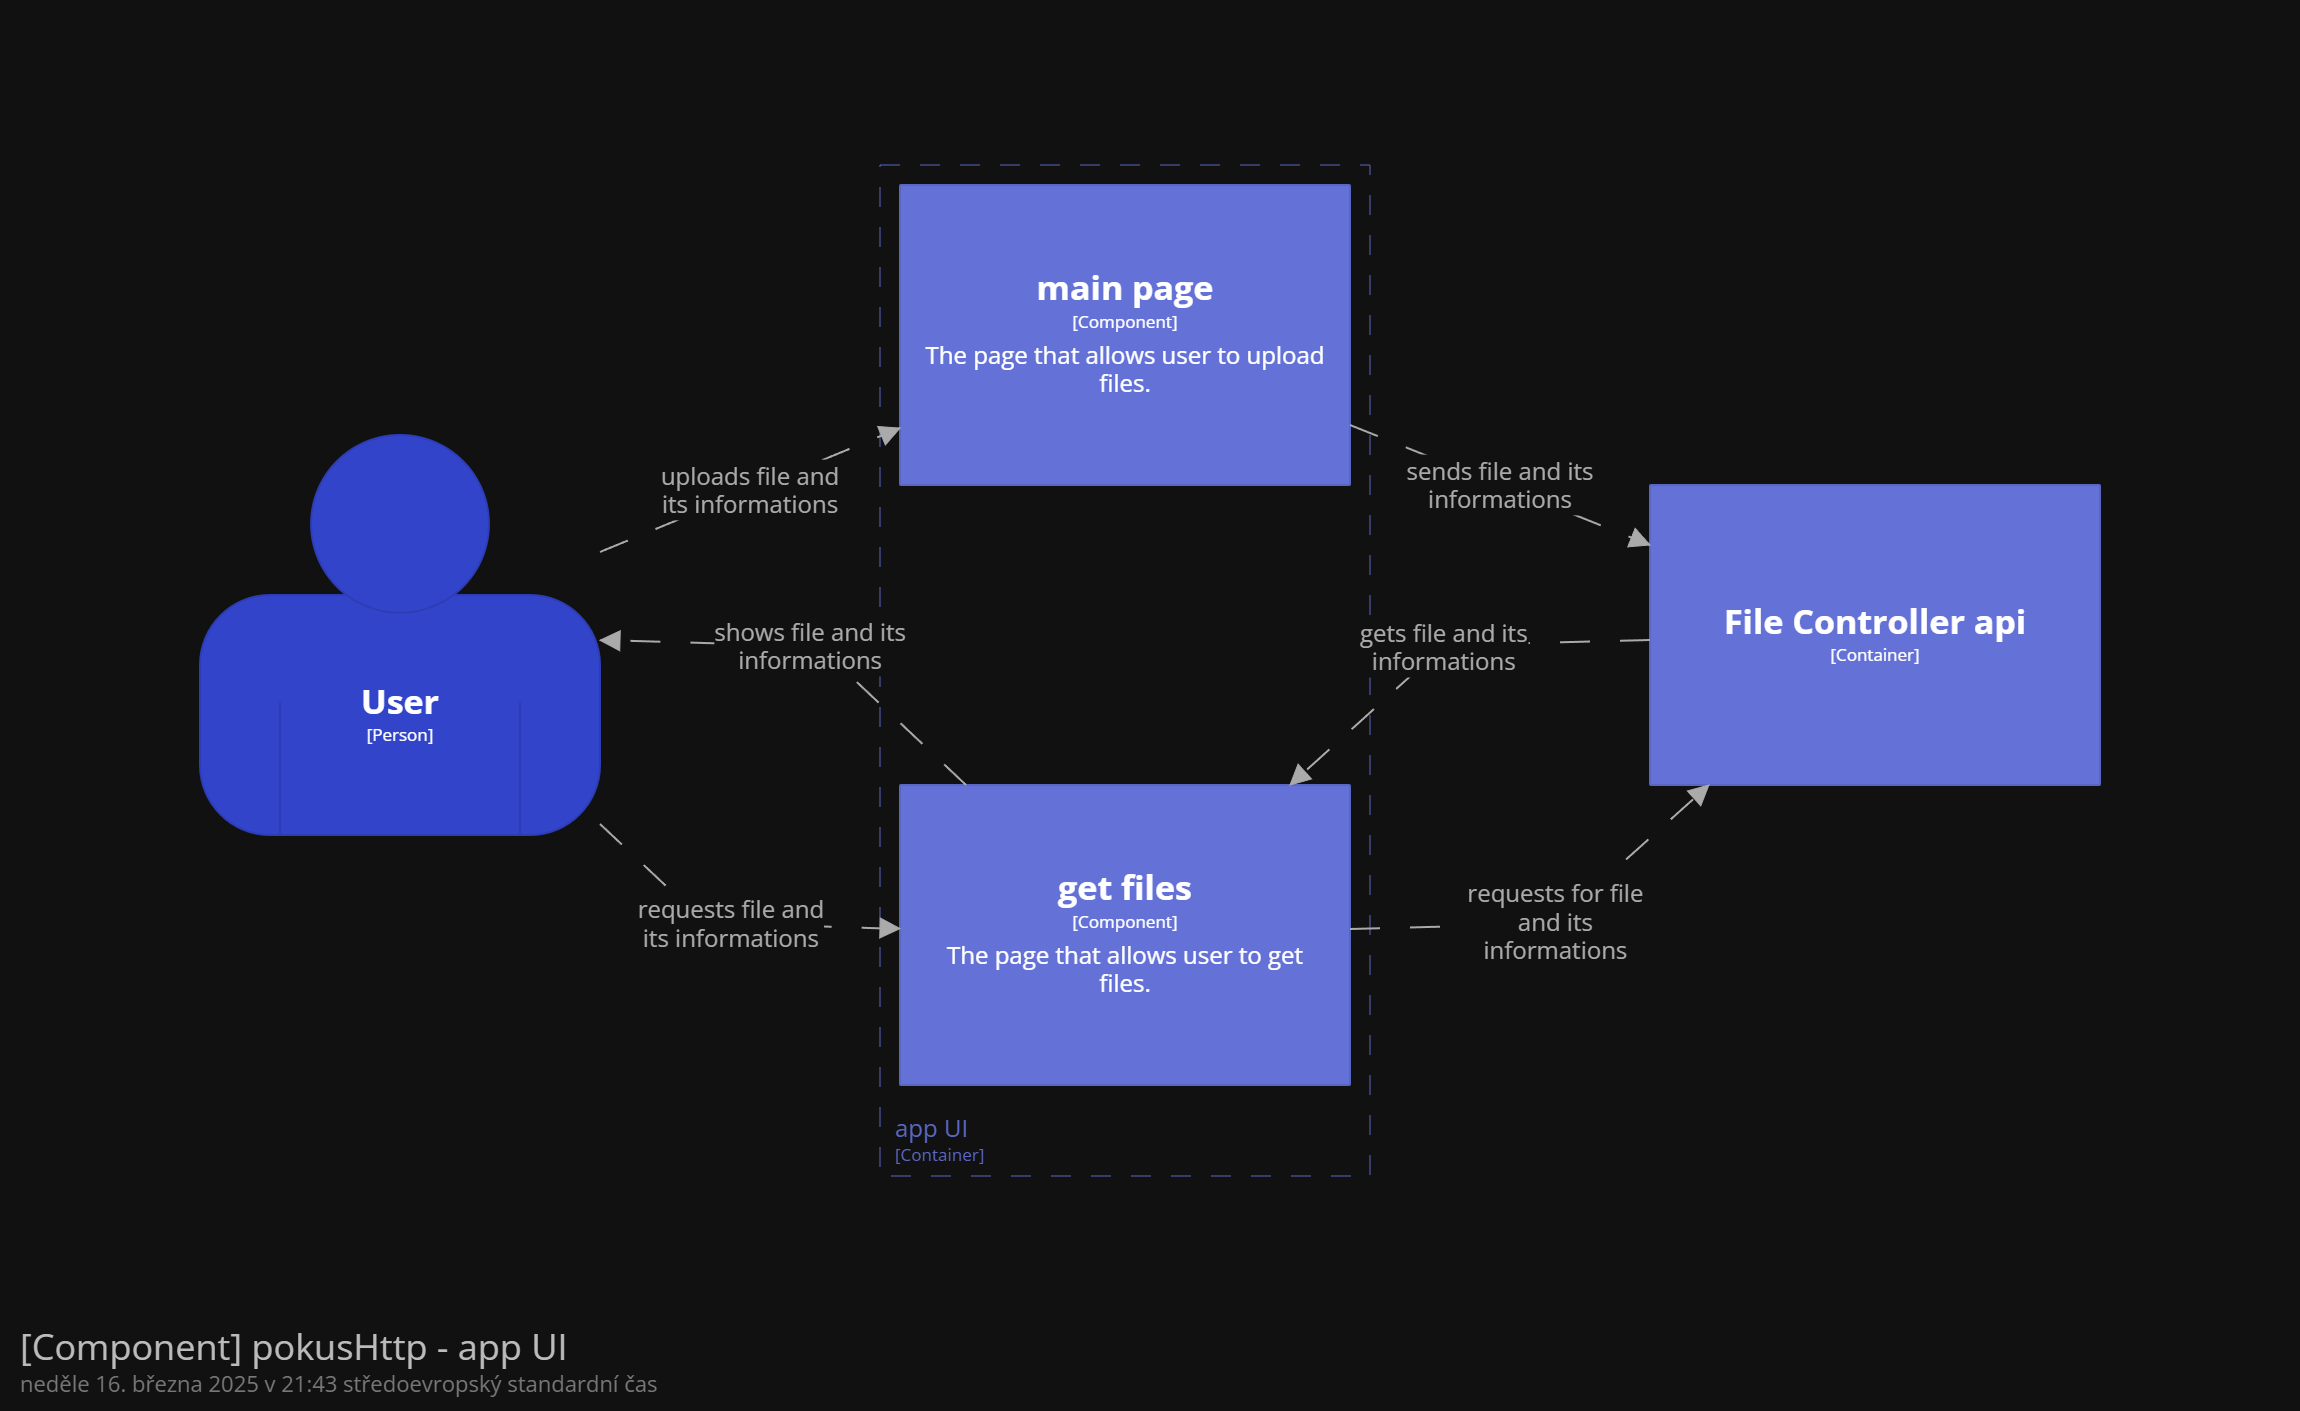 main page
[Component]
The page that allows user to upload
files.
uploads file and
its informations
sends file and its
informations
shows file and its
informations
gets file and its
informations
File Controller api
[Container]
User
[Person]
get files
[Component]
The page that allows user to get
files.
requests file and
its informations
requests for file
and its
informations
app UI
[Container]
[Component] pokusHttp - app UI
neděle 16. března 2025 v 21:43 středoevropský standardní čas